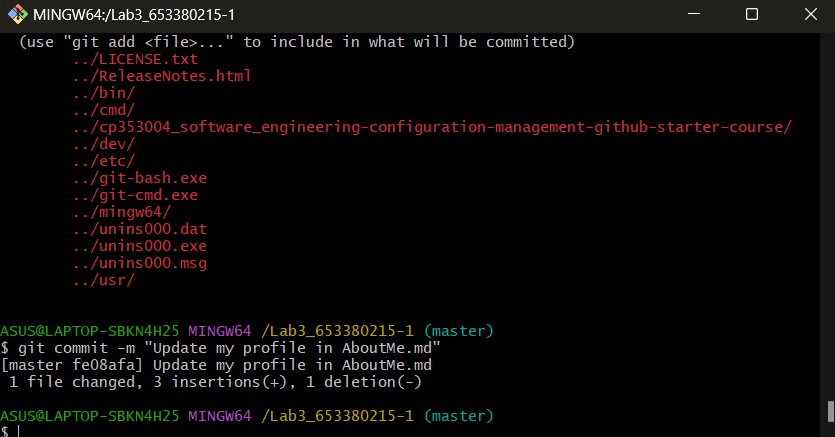 MINGW64:/Lab3_653380215-1
(use "git add <file>..." to include in what will be committed)
../LICENSE.txt
../ReleaseNotes.html
../bin/
../cmd/
../cp353004_software_engineering-configuration-management-github-starter-course/
../dev/
../etc/
../git-bash.exe
../git-cmd.exe
../mingw64/
../unins000.dat
../unins000.exe
../unins000.msg
../usr/
ASUS@LAPTOP-SBKN4H25 MINGW64 /Lab3_653380215-1 (master)
$ git commit -m "Update my profile in AboutMe.md"
[master fe08afa] Update my profile in AboutMe.md
1 file changed, 3 insertions(+), 1 deletion(-)
ASUS@LAPTOP-SBKN4H25 MINGW64 /Lab3_653380215-1 (master)
$